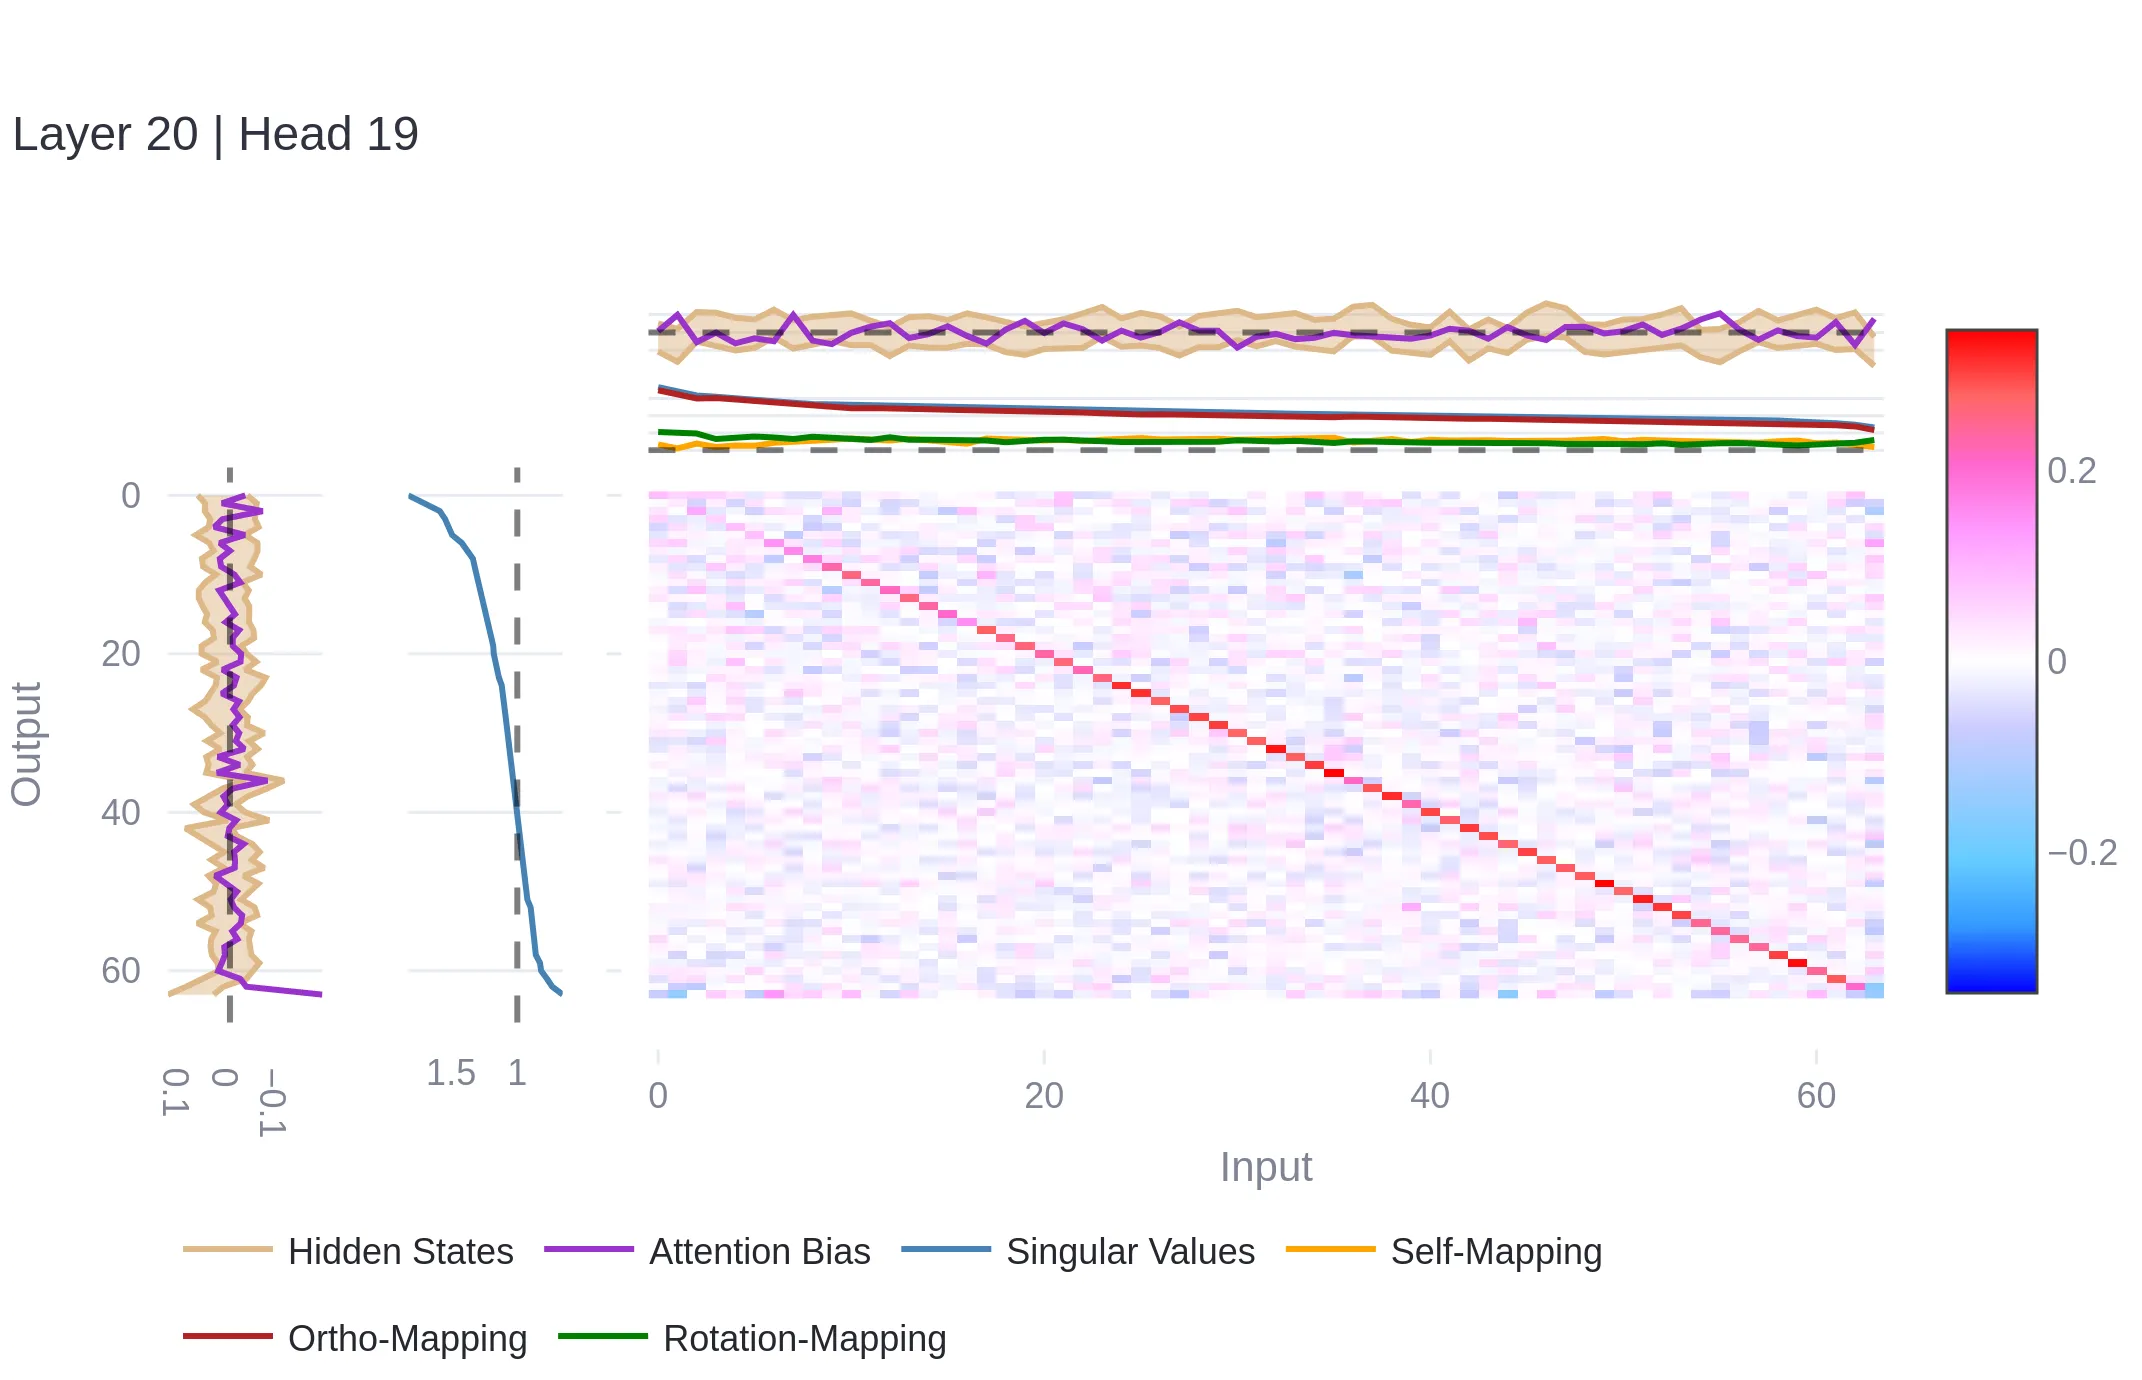 Layer 20 | Head 19
0
20
40
60
Output
0.1
0
−0.1
1.5
1
0
20
40
60
Input
0.2
0
−0.2
Hidden States
Attention Bias
Singular Values
Self-Mapping
Ortho-Mapping
Rotation-Mapping